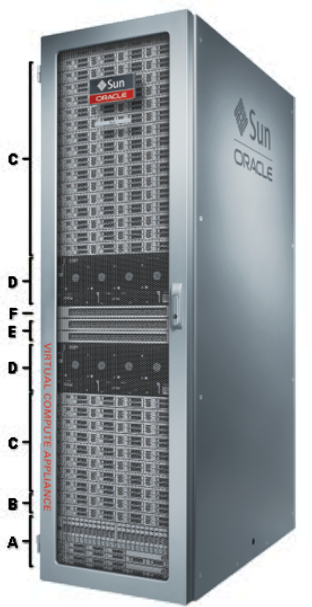 Sun
ORACLE
Sun
ORACLE
C
D
F
E
D
VIRTUAL COMPUTE APPLIANCE
C
B
A